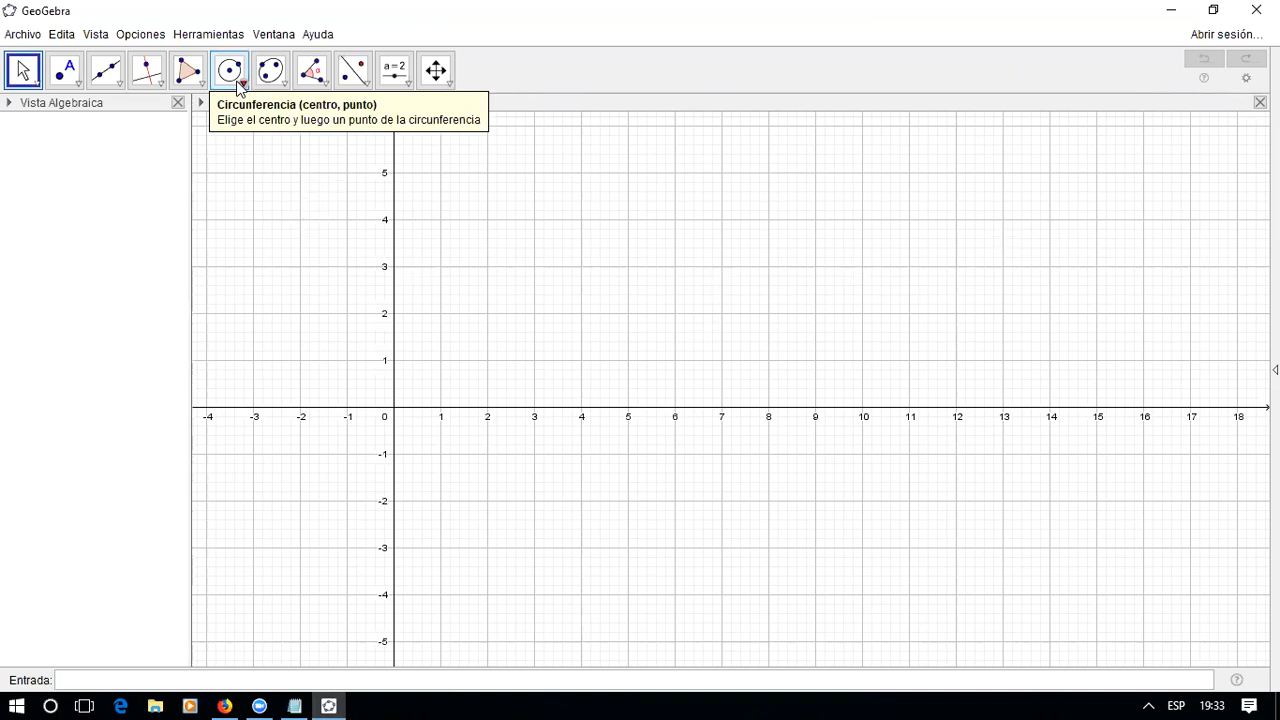 GeoGebra
Archivo Edita Vista Opciones Herramientas Ventana Ayuda Abrir sesión...
A α a=2
Vista Algebraica
Circunferencia (centro, punto)
Elige el centro y luego un punto de la circunferencia
5
4
3
2
1
-4 -3 -2 -1 0 1 2 3 4 5 6 7 8 9 10 11 12 13 14 15 16 17 18
-1
-2
-3
-4
-5
Entrada:
ESP 19:33